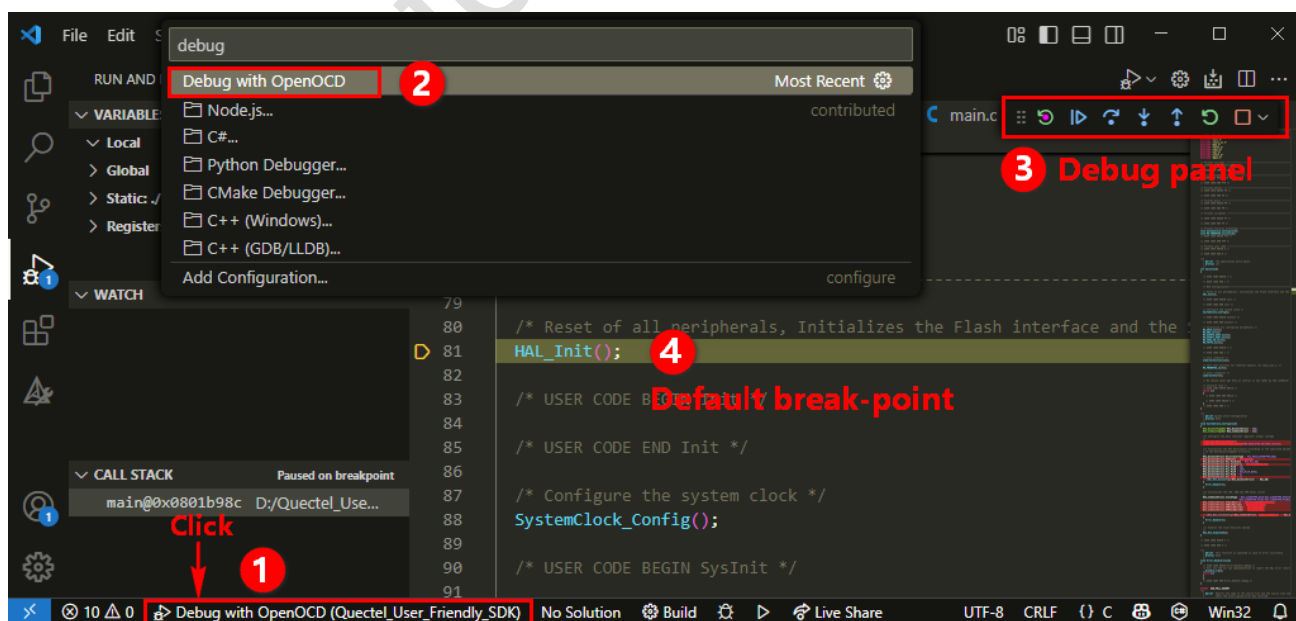 File Edit S
debug
RUN AND
Debug with OpenOCD
2
Most Recent
VARIABLE
Node.js...
contributed
main.c
Local
C#...
Global
Python Debugger...
3 Debug panel
Static: ./
CMake Debugger...
Register
C++ (Windows)...
C++ (GDB/LLDB)...
Add Configuration...
configure
WATCH
79
80 /* Reset of all peripherals, Initializes the Flash interface and the
81 HAL_Init();
4
82
83 /* USER CODE BEGIN Init */
Default break-point
84
85 /* USER CODE END Init */
CALL STACK Paused on breakpoint
86
main@0x0801b98c D:/Quectel_Use...
87 /* Configure the system clock */
Click
88 SystemClock_Config();
89
1
90 /* USER CODE BEGIN SysInit */
91
10 0 Debug with OpenOCD (Quectel_User_Friendly_SDK) No Solution Build Live Share UTF-8 CRLF {} C Win32
1
1